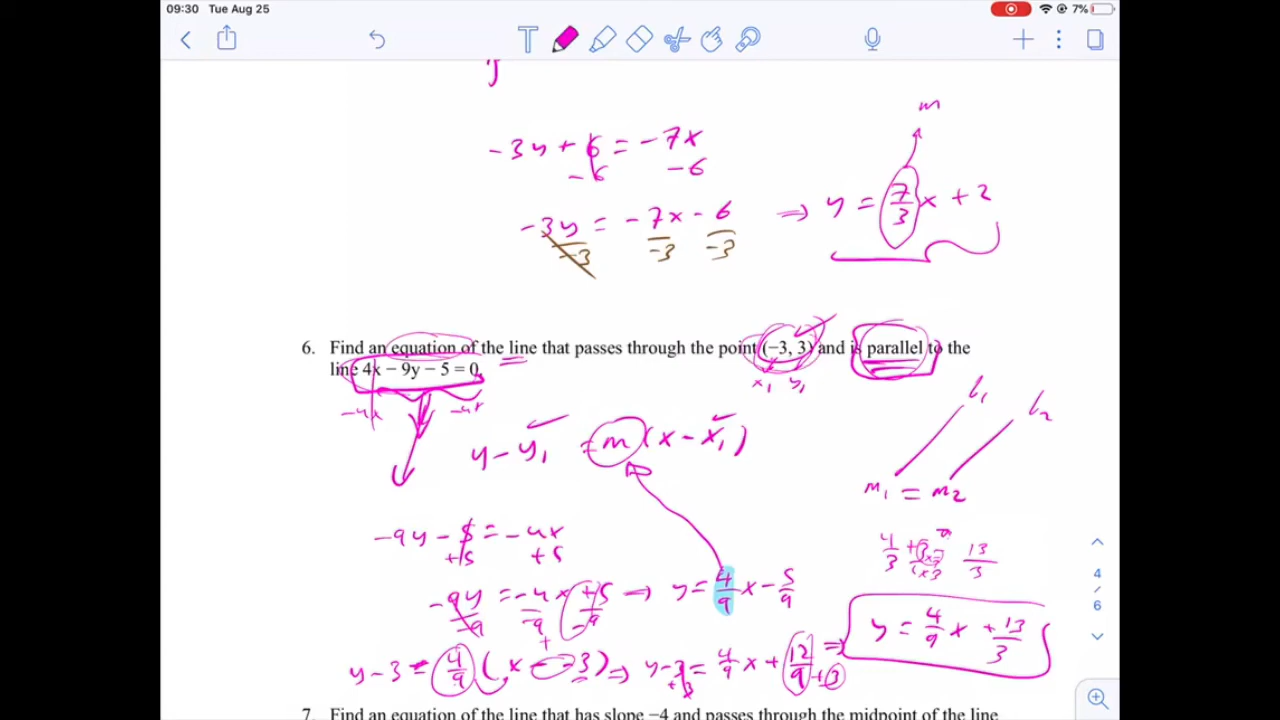 09:30 Tue Aug 25 7%
T
-3y + 6 = -7x
-6 -6
m
-3y = -7x - 6 ⇒ y = 7/3 x + 2
-3 -3 -3
6. Find an equation of the line that passes through the point (−3, 3) and is parallel to the
line 4x − 9y − 5 = 0.
x1 y1
-4x -4x
L1 L2
y - y1 = m(x - x1)
m1 = m2
-9y - 5 = -4x
+5 +5
4/3 13/3
-9y = -4x +5 → y = 4/9 x - 5/9
-9 -9 -9
y = 4/9 x + 13/3
4
/
6
y-3 = 4/9 (x - -3) ⇒ y-3 = 4/9 x + 12/9 ⇒
+3 +3
7. Find an equation of the line that has slope −4 and passes through the midpoint of the line